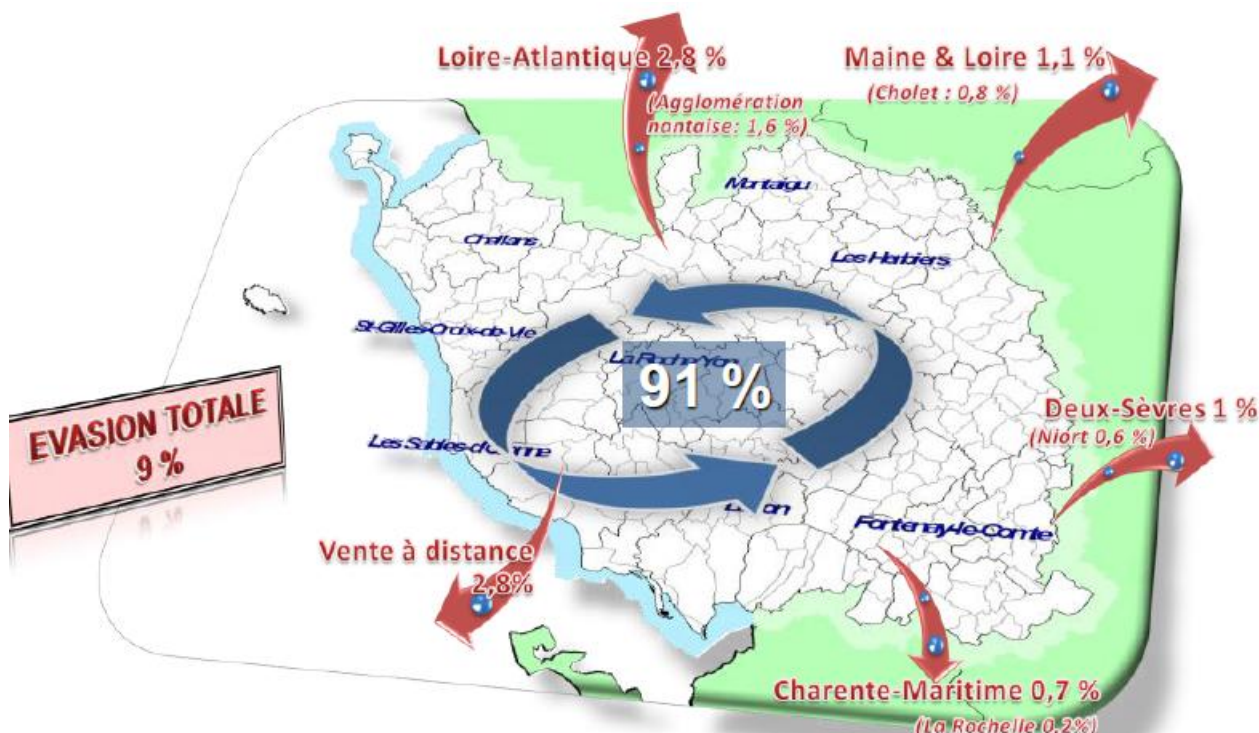 Loire-Atlantique 2,8 %
(Agglomération
nantaise: 1,6 %)
Maine & Loire 1,1 %
(Cholet : 0,8 %)
Montaigu
Challans
Les Herbiers
St-Gilles-Croix-de-Vie
La Roche/Yon
91 %
EVASION TOTALE
9 %
Deux-Sèvres 1 %
(Niort 0,6 %)
Les Sables-d'Olonne
Fontenay-le-Comte
Vente à distance
2,8%
Charente-Maritime 0,7 %
(La Rochelle 0,2%)